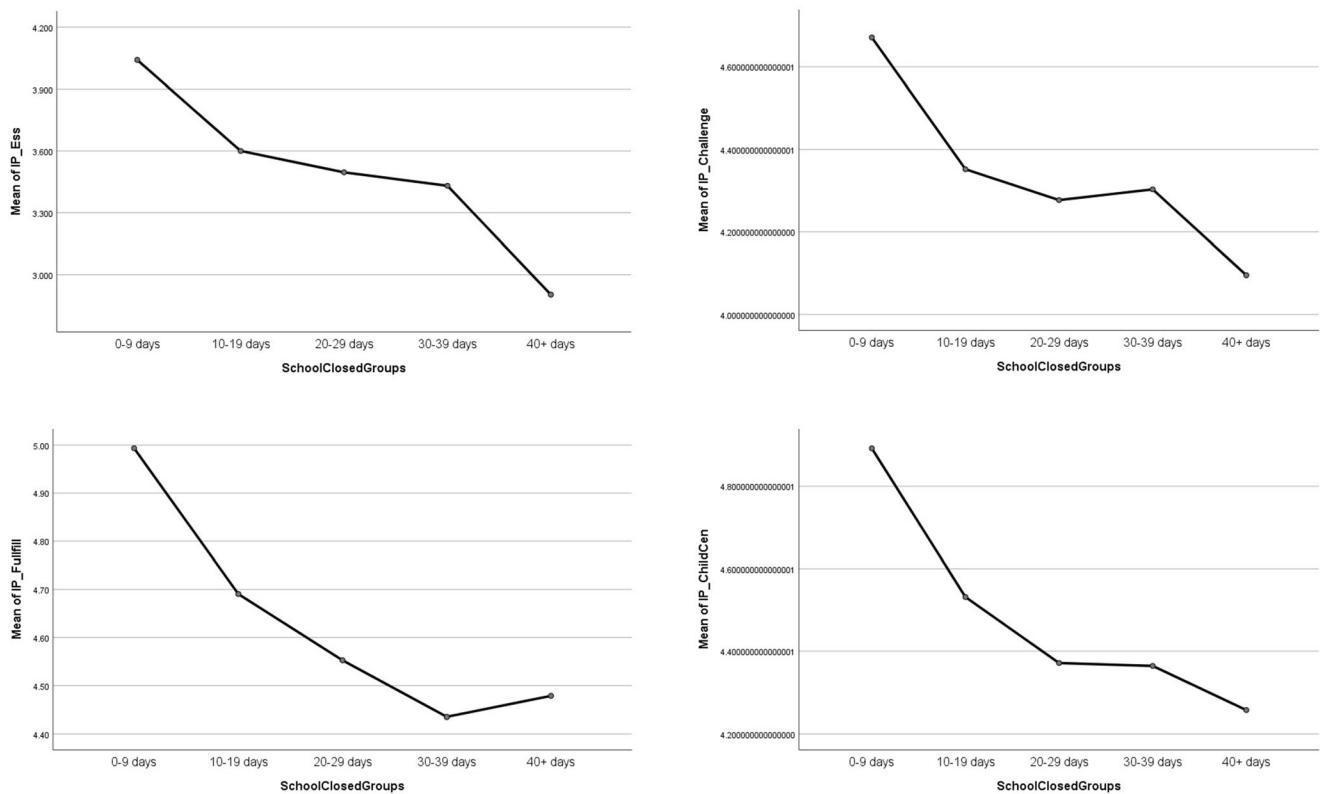 4.200
3.900
3.600
3.300
3.000
Mean of IP_Ess
0-9 days 10-19 days 20-29 days 30-39 days 40+ days
SchoolClosedGroups
4.600000000000001
4.400000000000001
4.200000000000000
4.000000000000000
Mean of IP_Challenge
0-9 days 10-19 days 20-29 days 30-39 days 40+ days
SchoolClosedGroups
5.00
4.90
4.80
4.70
4.60
4.50
4.40
Mean of IP_Fullfill
0-9 days 10-19 days 20-29 days 30-39 days 40+ days
SchoolClosedGroups
4.800000000000001
4.600000000000001
4.400000000000001
4.200000000000000
Mean of IP_ChildCen
0-9 days 10-19 days 20-29 days 30-39 days 40+ days
SchoolClosedGroups